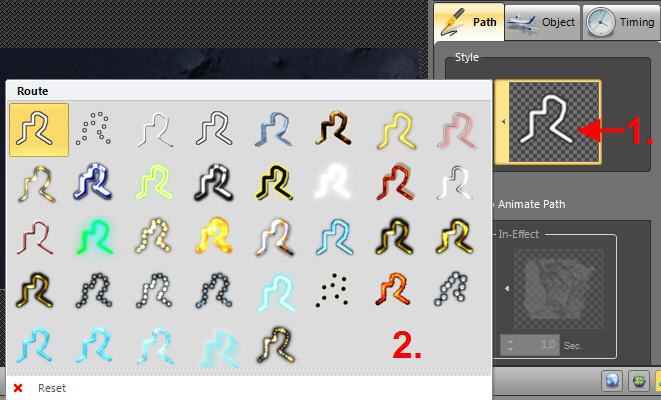 Path
Object
Timing
Style
1.
Route
Animate Path
In-Effect
1,0 Sec.
2.
Reset